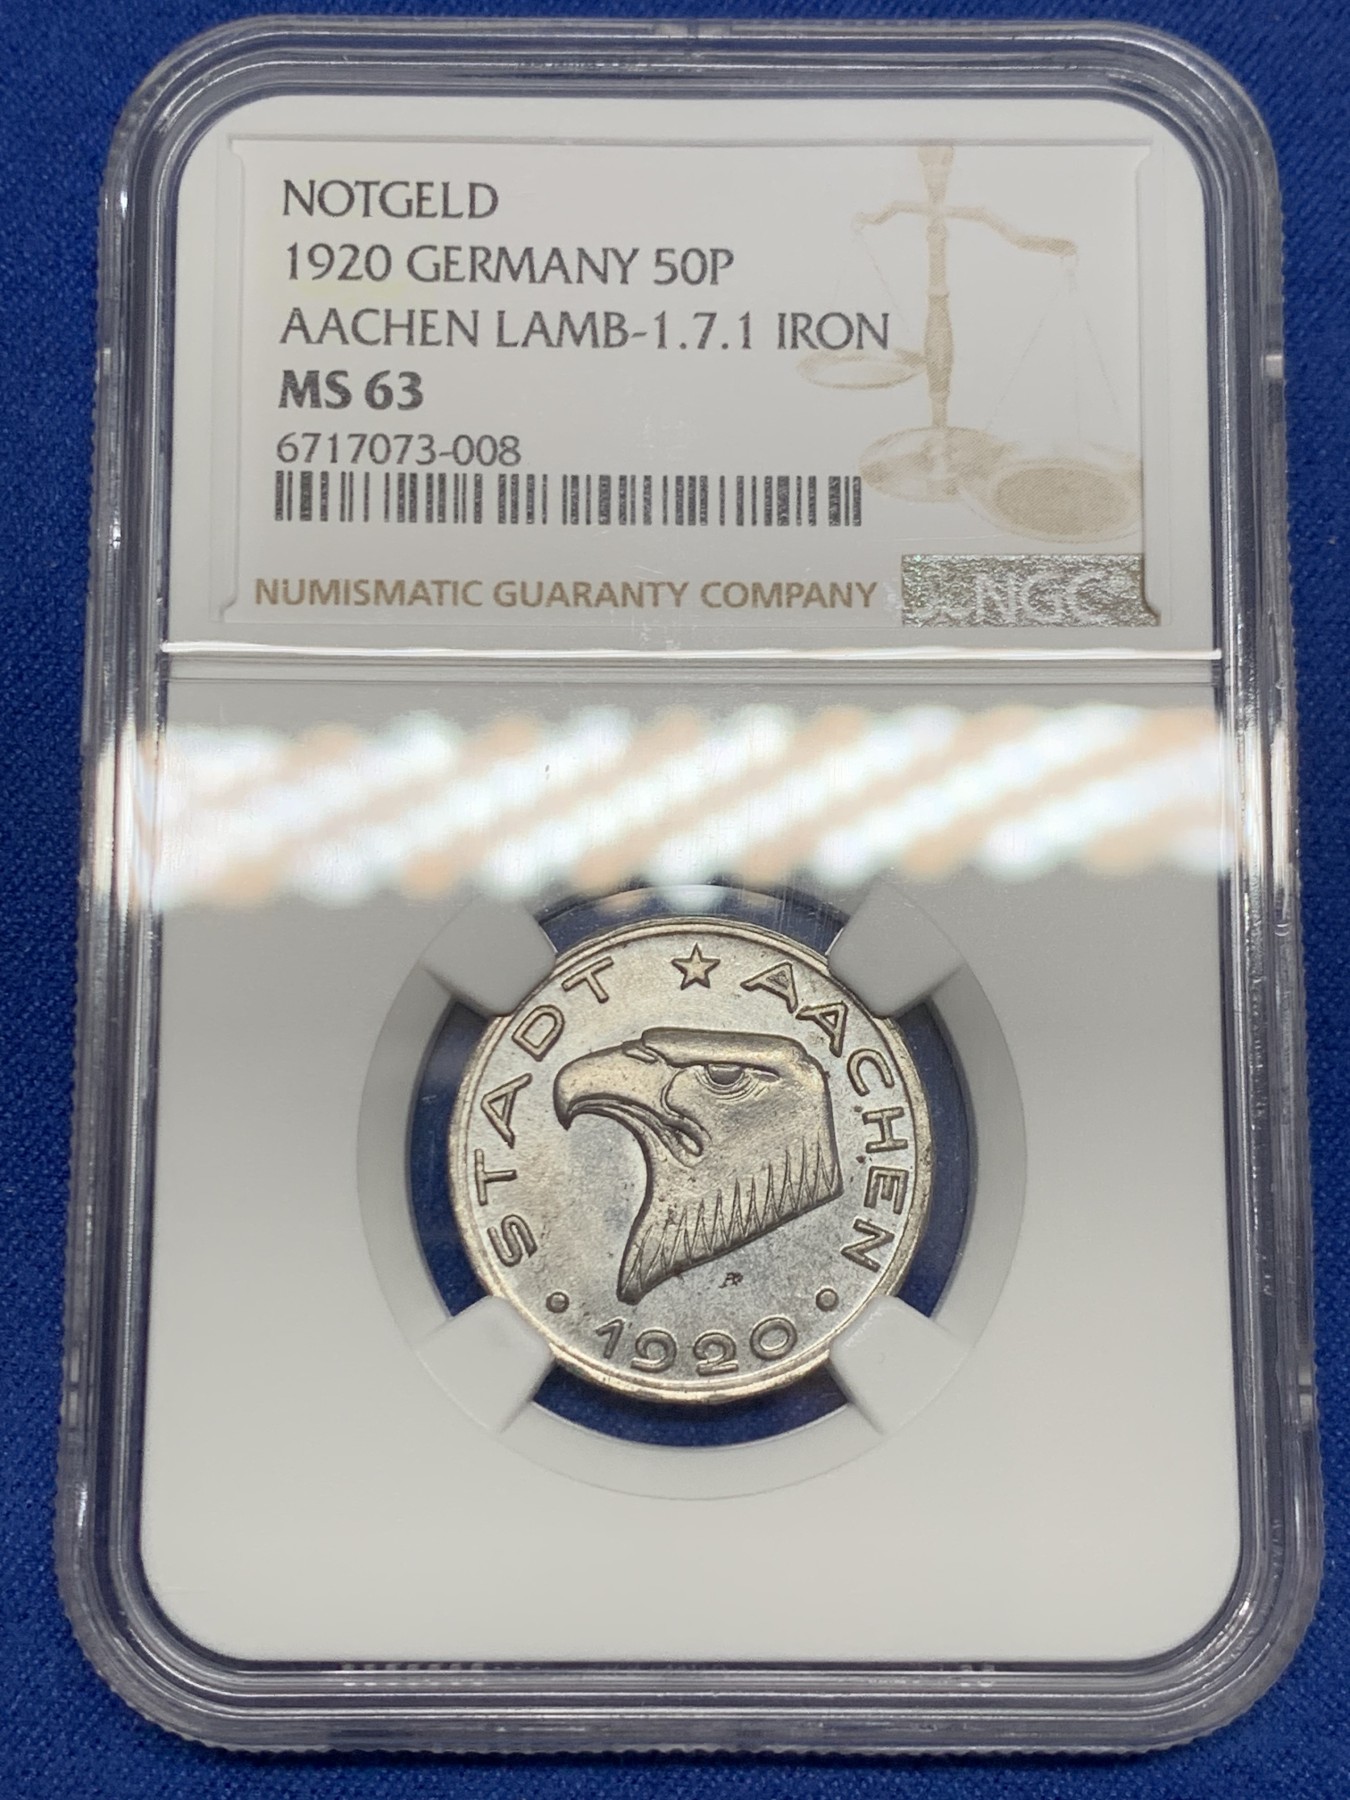 NOTGELD
1920 GERMANY 50P
AACHEN LAMB-1.7.1 IRON
MS 63
6717073-008
NUMISMATIC GUARANTY COMPANY
NGC
STADT ★ AACHEN
• 1920 •